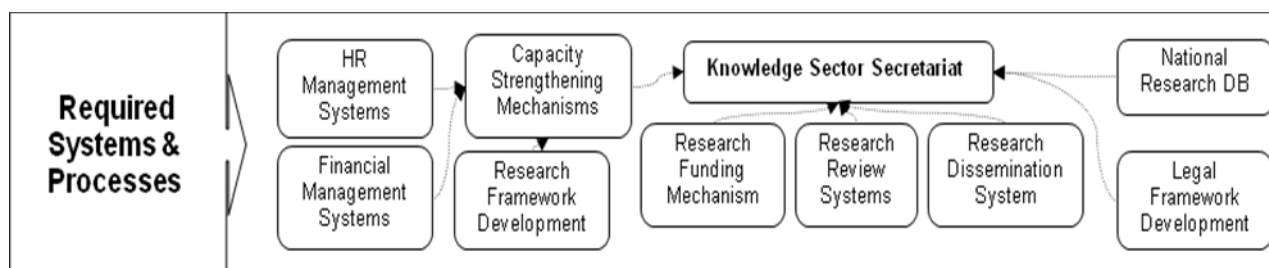 Required
Systems &
Processes
HR
Management
Systems
Financial
Management
Systems
Capacity
Strengthening
Mechanisms
Research
Framework
Development
Knowledge Sector Secretariat
Research
Funding
Mechanism
Research
Review
Systems
Research
Dissemination
System
National
Research DB
Legal
Framework
Development